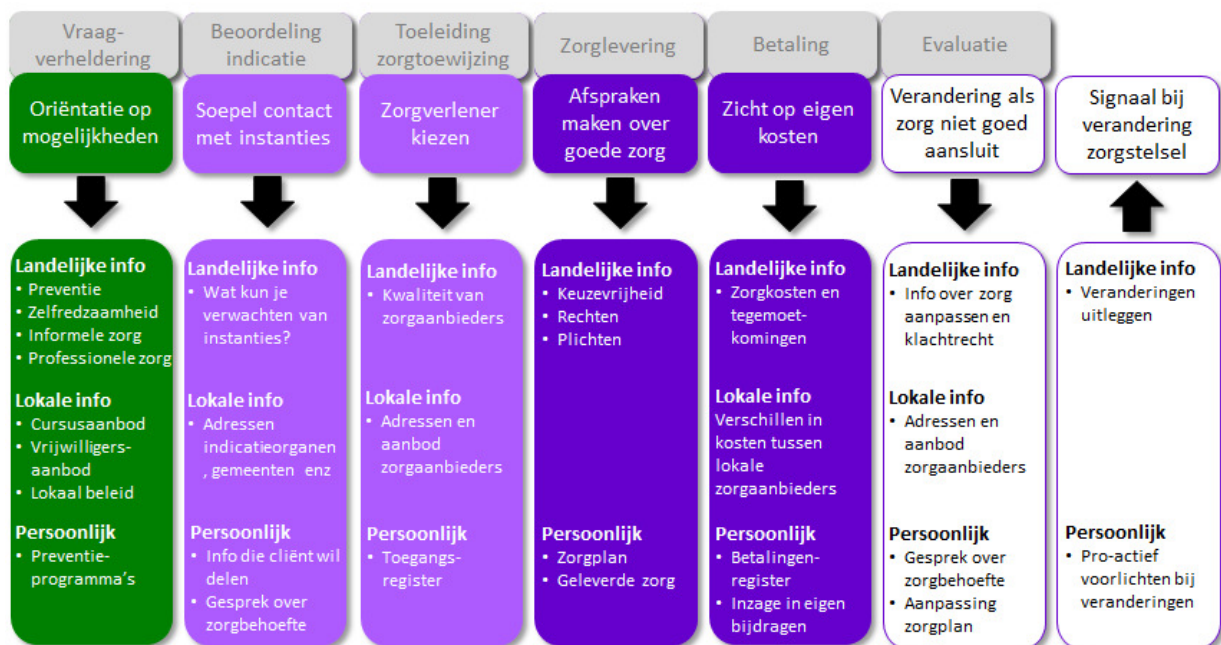 Vraag-
verheldering
Beoordeling
indicatie
Toeleiding
zorgtoewijzing
Zorglevering
Betaling
Evaluatie
Oriëntatie op
mogelijkheden
Soepel contact
met instanties
Zorgverlener
kiezen
Afspraken
maken over
goede zorg
Zicht op eigen
kosten
Verandering als
zorg niet goed
aansluit
Signaal bij
verandering
zorgstelsel
Landelijke info
• Preventie
• Zelfredzaamheid
• Informele zorg
• Professionele zorg
Lokale info
• Cursusaanbod
• Vrijwilligers-
aanbod
• Lokaal beleid
Persoonlijk
• Preventie-
programma's
Landelijke info
• Wat kun je
verwachten van
instanties?
Lokale info
• Adressen
indicatieorganen
, gemeenten enz
Persoonlijk
• Info die cliënt wil
delen
• Gesprek over
zorgbehoefte
Landelijke info
• Kwaliteit van
zorgaanbieders
Lokale info
• Adressen en
aanbod
zorgaanbieders
Persoonlijk
• Toegangs-
register
Landelijke info
• Keuzevrijheid
• Rechten
• Plichten
Persoonlijk
• Zorgplan
• Geleverde zorg
Landelijke info
• Zorgkosten en
tegemoet-
komingen
Lokale info
Verschillen in
kosten tussen
lokale
zorgaanbieders
Persoonlijk
• Betalingen-
register
• Inzage in eigen
bijdragen
Landelijke info
• Info over zorg
aanpassen en
klachtrecht
Lokale info
• Adressen en
aanbod
zorgaanbieders
Persoonlijk
• Gesprek over
zorgbehoefte
• Aanpassing
zorgplan
Landelijke info
• Veranderingen
uitleggen
Persoonlijk
• Pro-actief
voorlichten bij
veranderingen